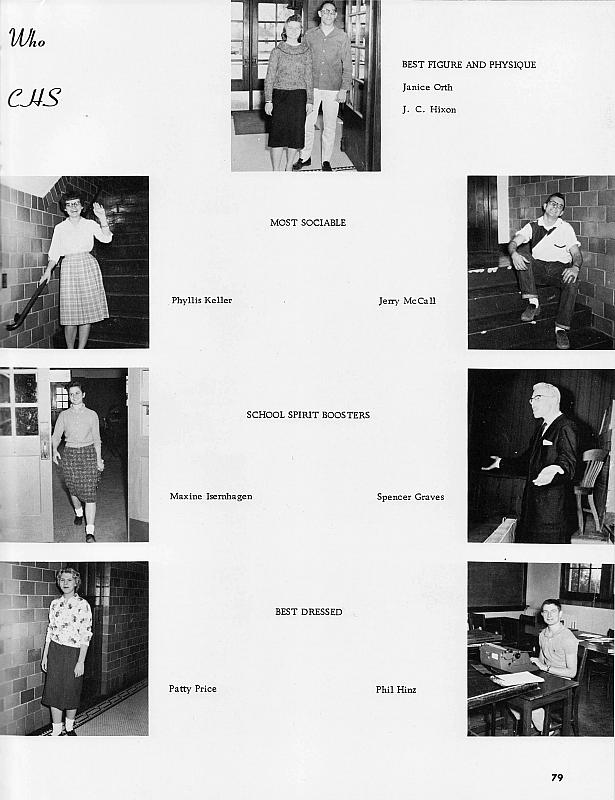 Who
CHS
BEST FIGURE AND PHYSIQUE
Janice Orth
J. C. Hixon
MOST SOCIABLE
Phyllis Keller Jerry McCall
SCHOOL SPIRIT BOOSTERS
Maxine Isernhagen Spencer Graves
BEST DRESSED
Patty Price Phil Hinz
79